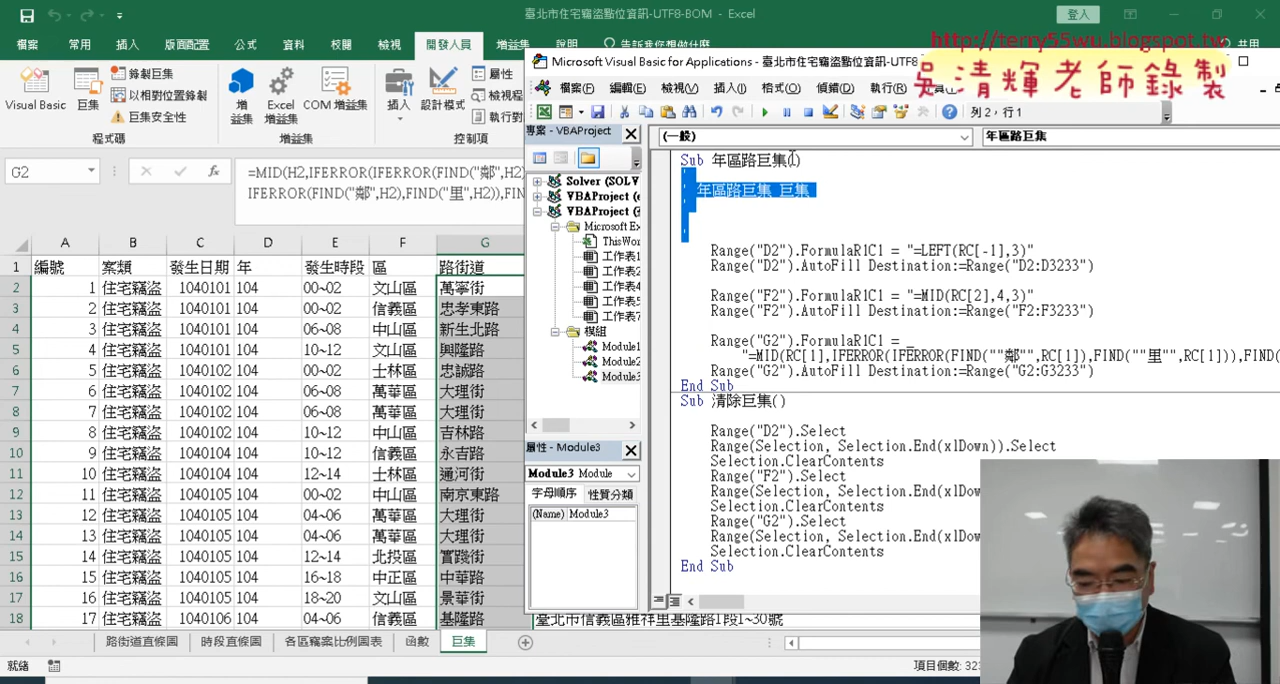 臺北市住宅竊盜點位資訊-UTF8-BOM - Excel
登入
檔案 常用 插入 版面配置 公式 資料 校閱 檢視 開發人員 增益集 說明 告訴我您想做什麼 共用
http://terry55wu.blogspot.tw
吳清輝老師錄製
Visual Basic 巨集 錄製巨集 以相對位置錄製 巨集安全性
程式碼
增益集 Excel 增益集 COM 增益集
增益集
插入 設計模式 屬性
控制項
G2
=MID(H2,IFERROR(IFERROR(FIND("鄰",H2)
IFERROR(FIND("鄰",H2),FIND("里",H2)),FIN
A B C D E F G
1 編號 案類 發生日期 年 發生時段 區 路街道
2 1 住宅竊盜 1040101 104 00~02 文山區 萬寧街
3 2 住宅竊盜 1040101 104 00~02 信義區 忠孝東路
4 3 住宅竊盜 1040101 104 06~08 中山區 新生北路
5 4 住宅竊盜 1040101 104 10~12 文山區 興隆路
6 5 住宅竊盜 1040102 104 00~02 士林區 忠誠路
7 6 住宅竊盜 1040102 104 06~08 萬華區 大理街
8 7 住宅竊盜 1040102 104 06~08 萬華區 大理街
9 8 住宅竊盜 1040102 104 10~12 中山區 吉林路
10 9 住宅竊盜 1040104 104 10~12 信義區 永吉路
11 10 住宅竊盜 1040104 104 12~14 士林區 通河街
12 11 住宅竊盜 1040105 104 00~02 中山區 南京東路
13 12 住宅竊盜 1040105 104 04~06 萬華區 大理街
14 13 住宅竊盜 1040105 104 04~06 萬華區 大理街
15 14 住宅竊盜 1040105 104 12~14 北投區 實踐街
16 15 住宅竊盜 1040105 104 16~18 中正區 中華路
17 16 住宅竊盜 1040105 104 18~20 文山區 景華街
18 17 住宅竊盜 1040106 104 04~06 信義區 基隆路 臺北市信義區雅祥里基隆路1段1~30號
路街道直條圖 時段直條圖 各區竊案比例圖表 函數 巨集
就緒
項目個數: 323
Microsoft Visual Basic for Applications - 臺北市住宅竊盜點位資訊-UTF8
檔案(F) 編輯(E) 檢視(V) 插入(I) 格式(O) 偵錯(D) 執行(R)
列 2，行 1
專案 - VBAProject
Solver (SOLV
VBAProject (
VBAProject (
Microsoft Ex
ThisWor
工作表1
工作表2
工作表4
工作表5
工作表7
模組
Module1
Module2
Module3
屬性 - Module3
Module3 Module
字母順序 性質分類
(Name) Module3
(一般) 年區路巨集
Sub 年區路巨集()
' 年區路巨集 巨集
Range("D2").FormulaR1C1 = "=LEFT(RC[-1],3)"
Range("D2").AutoFill Destination:=Range("D2:D3233")
Range("F2").FormulaR1C1 = "=MID(RC[2],4,3)"
Range("F2").AutoFill Destination:=Range("F2:F3233")
Range("G2").FormulaR1C1 = _
"=MID(RC[1],IFERROR(IFERROR(FIND(""鄰"",RC[1]),FIND(""里"",RC[1])),FIND(
Range("G2").AutoFill Destination:=Range("G2:G3233")
End Sub
Sub 清除巨集()
Range("D2").Select
Range(Selection, Selection.End(xlDown)).Select
Selection.ClearContents
Range("F2").Select
Range(Selection, Selection.End(xlDow
Selection.ClearContents
Range("G2").Select
Range(Selection, Selection.End(xlDow
Selection.ClearContents
End Sub